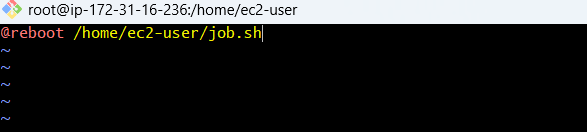 root@ip-172-31-16-236:/home/ec2-user
@reboot /home/ec2-user/job.sh
~
~
~
~
~